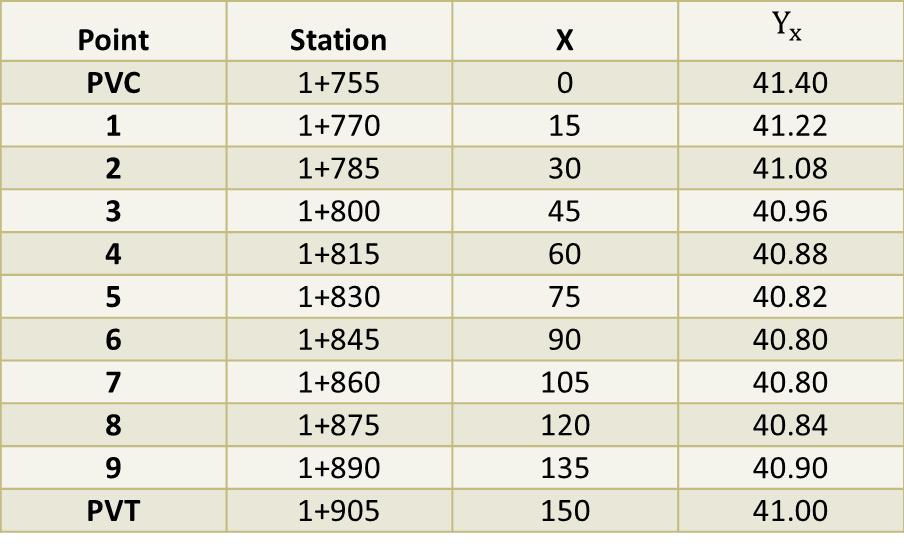 Point Station X Yₓ
PVC 1+755 0 41.40
1 1+770 15 41.22
2 1+785 30 41.08
3 1+800 45 40.96
4 1+815 60 40.88
5 1+830 75 40.82
6 1+845 90 40.80
7 1+860 105 40.80
8 1+875 120 40.84
9 1+890 135 40.90
PVT 1+905 150 41.00